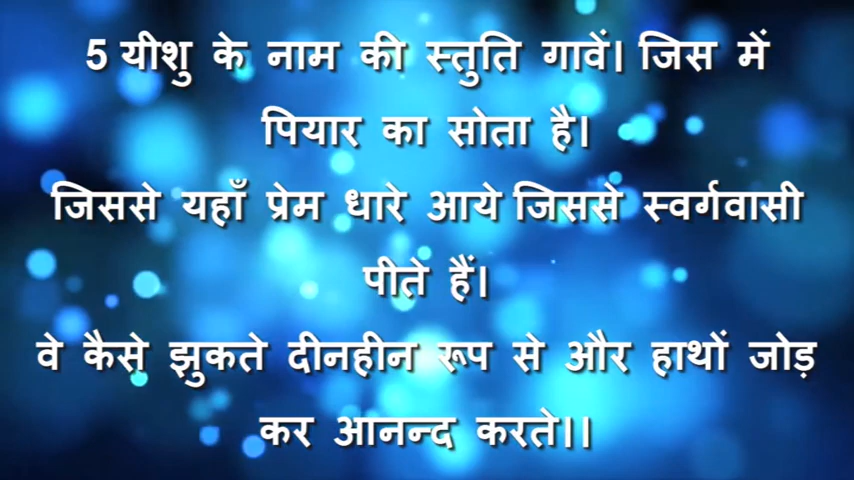 5 यीशु के नाम की स्तुति गावें। जिस में
पियार का सोता है।
जिससे यहाँ प्रेम धारे आये जिससे स्वर्गवासी
पीते हैं।
वे कैसे झुकते दीनहीन रूप से और हाथों जोड़
कर आनन्द करते।।